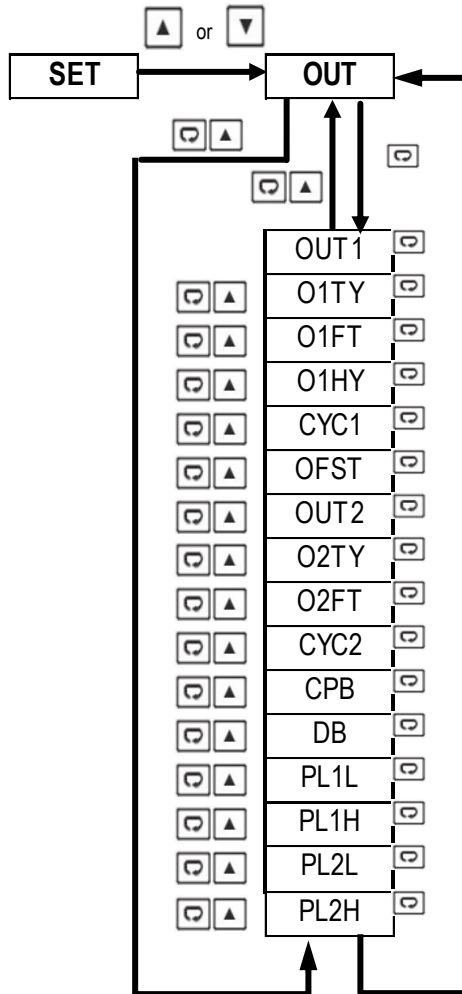 or
SET OUT
OUT1
O1TY
O1FT
O1HY
CYC1
OFST
OUT2
O2TY
O2FT
CYC2
CPB
DB
PL1L
PL1H
PL2L
PL2H